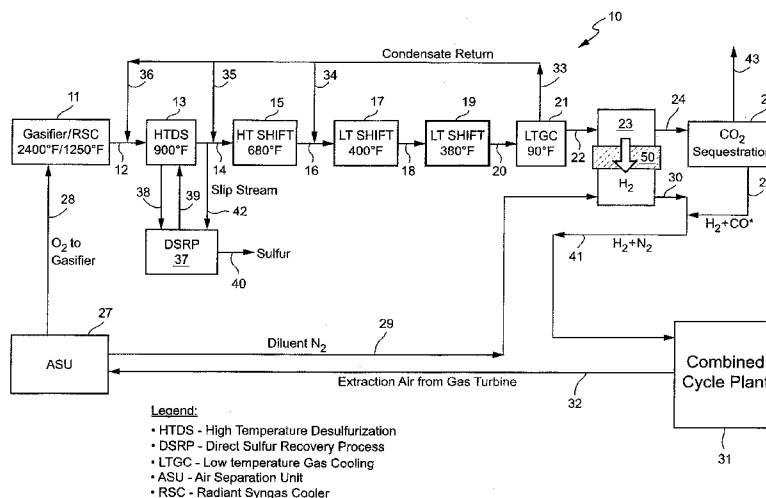 10
Condensate Return
43
36
35
34
33
11
13
15
17
19
21
24
2
Gasifier/RSC
2400°F/1250°F
HTDS
900°F
HT SHIFT
680°F
LT SHIFT
400°F
LT SHIFT
380°F
LTGC
90°F
23
CO₂
Sequestration
12
14
16
18
20
22
50
H₂
28
38
39
Slip Stream
42
30
2
H₂+CO*
O₂ to
Gasifier
DSRP
37
Sulfur
40
41
H₂+N₂
27
ASU
Diluent N₂
29
Extraction Air from Gas Turbine
32
Combined
Cycle Plant
31
Legend:
• HTDS - High Temperature Desulfurization
• DSRP - Direct Sulfur Recovery Process
• LTGC - Low temperature Gas Cooling
• ASU - Air Separation Unit
• RSC - Radiant Syngas Cooler